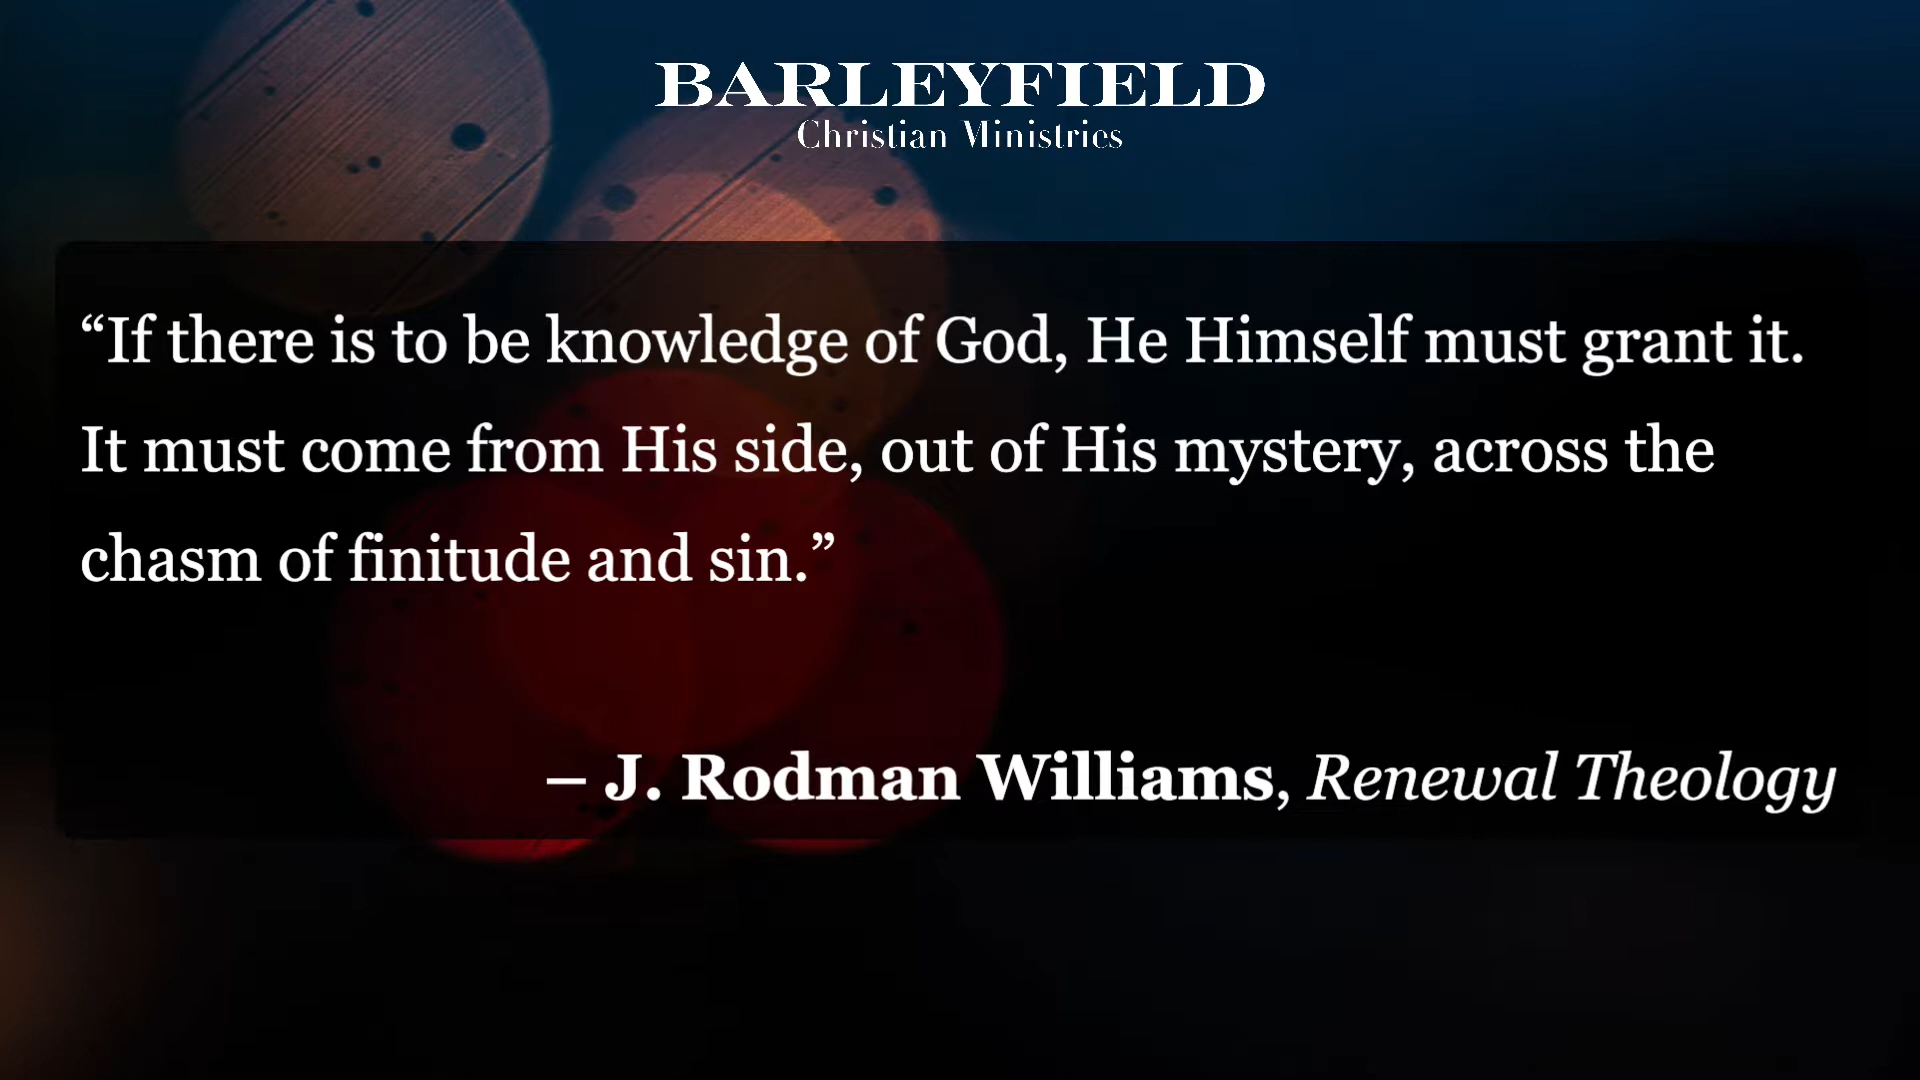 BARLEYFIELD
Christian Ministries
“If there is to be knowledge of God, He Himself must grant it.
It must come from His side, out of His mystery, across the
chasm of finitude and sin.”
– J. Rodman Williams, Renewal Theology